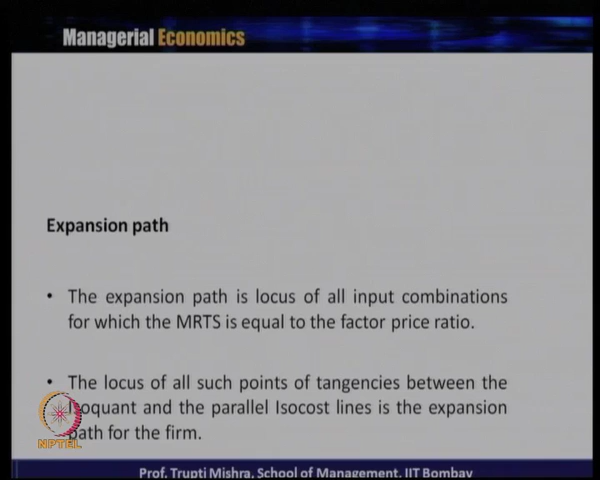 Managerial Economics
Expansion path
• The expansion path is locus of all input combinations
for which the MRTS is equal to the factor price ratio.
• The locus of all such points of tangencies between the
Isoquant and the parallel Isocost lines is the expansion
path for the firm.
NPTEL
Prof. Trupti Mishra, School of Management, IIT Bombay